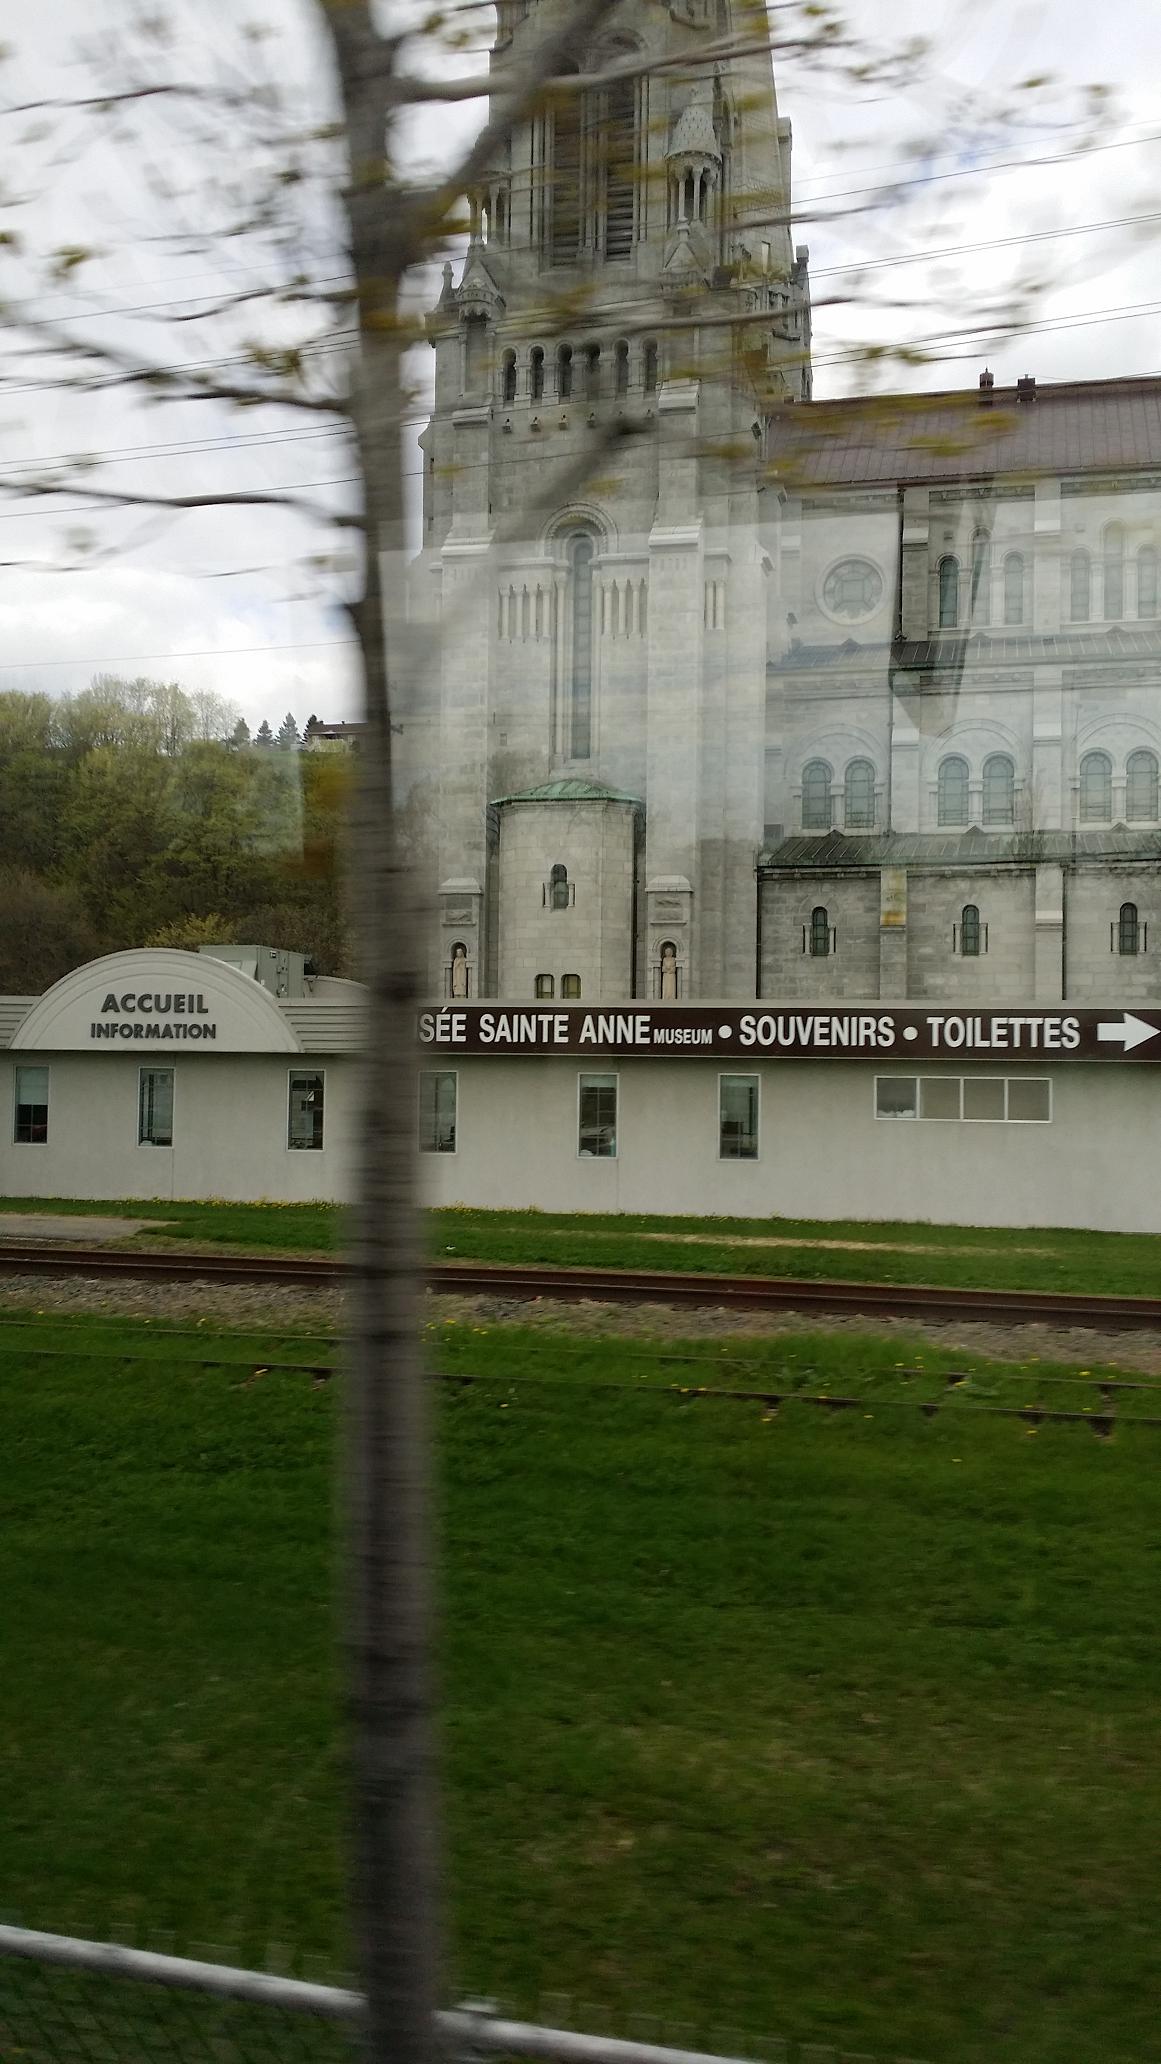 ACCUEIL
INFORMATION
SÉE SAINTE ANNE MUSEUM • SOUVENIRS • TOILETTES